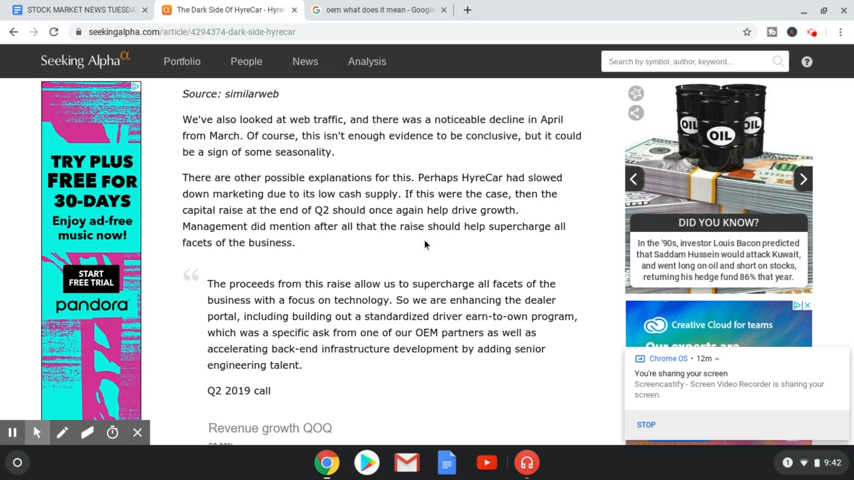 STOCK MARKET NEWS TUESDA
The Dark Side Of HyreCar - Hyre
oem what does it mean - Google
seekingalpha.com/article/4294374-dark-side-hyrecar
Seeking Alpha α
Portfolio
People
News
Analysis
Search by symbol, author, keyword...
Source: similarweb
We've also looked at web traffic, and there was a noticeable decline in April
from March. Of course, this isn't enough evidence to be conclusive, but it could
be a sign of some seasonality.
There are other possible explanations for this. Perhaps HyreCar had slowed
down marketing due to its low cash supply. If this were the case, then the
capital raise at the end of Q2 should once again help drive growth.
Management did mention after all that the raise should help supercharge all
facets of the business.
The proceeds from this raise allow us to supercharge all facets of the
business with a focus on technology. So we are enhancing the dealer
portal, including building out a standardized driver earn-to-own program,
which was a specific ask from one of our OEM partners as well as
accelerating back-end infrastructure development by adding senior
engineering talent.
Q2 2019 call
Revenue growth QOQ
TRY PLUS
FREE FOR
30-DAYS
Enjoy ad-free
music now!
START
FREE TRIAL
pandora
OIL
OIL
OIL
DID YOU KNOW?
In the '90s, investor Louis Bacon predicted
that Saddam Hussein would attack Kuwait,
and went long on oil and short on stocks,
returning his hedge fund 86% that year.
Creative Cloud for teams
Chrome OS • 12m
You're sharing your screen
Screencastify - Screen Video Recorder is sharing your
screen.
STOP
1
9:42